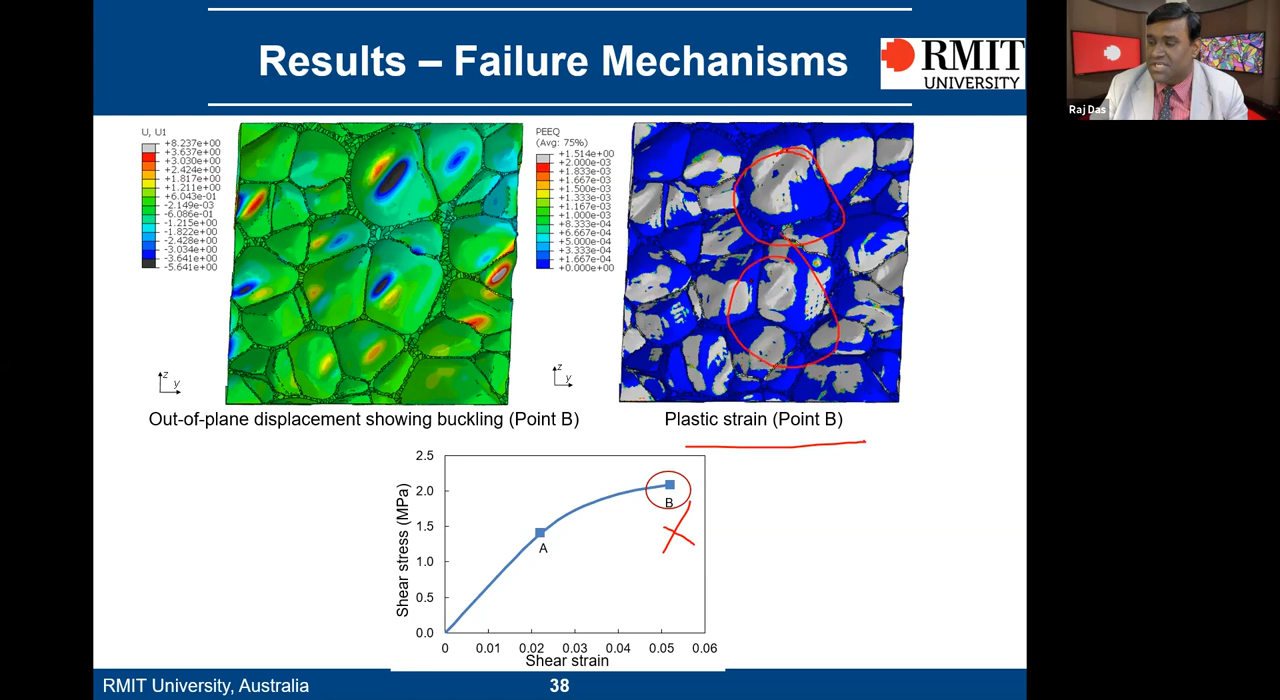 Results – Failure Mechanisms
RMIT
UNIVERSITY
Raj Das
U, U1
+8.237e+00
+3.637e+00
+3.030e+00
+2.424e+00
+1.817e+00
+1.211e+00
+6.043e-01
-2.149e-03
-6.086e-01
-1.215e+00
-1.822e+00
-2.428e+00
-3.034e+00
-3.641e+00
-5.641e+00
z
y
PEEQ
(Avg: 75%)
+1.514e+00
+2.000e-03
+1.833e-03
+1.667e-03
+1.500e-03
+1.333e-03
+1.167e-03
+1.000e-03
+8.333e-04
+6.667e-04
+5.000e-04
+3.333e-04
+1.667e-04
+0.000e+00
z
y
Out-of-plane displacement showing buckling (Point B)
Plastic strain (Point B)
Shear stress (MPa)
2.5
2.0
1.5
1.0
0.5
0.0
A
B
0 0.01 0.02 0.03 0.04 0.05 0.06
Shear strain
RMIT University, Australia
38